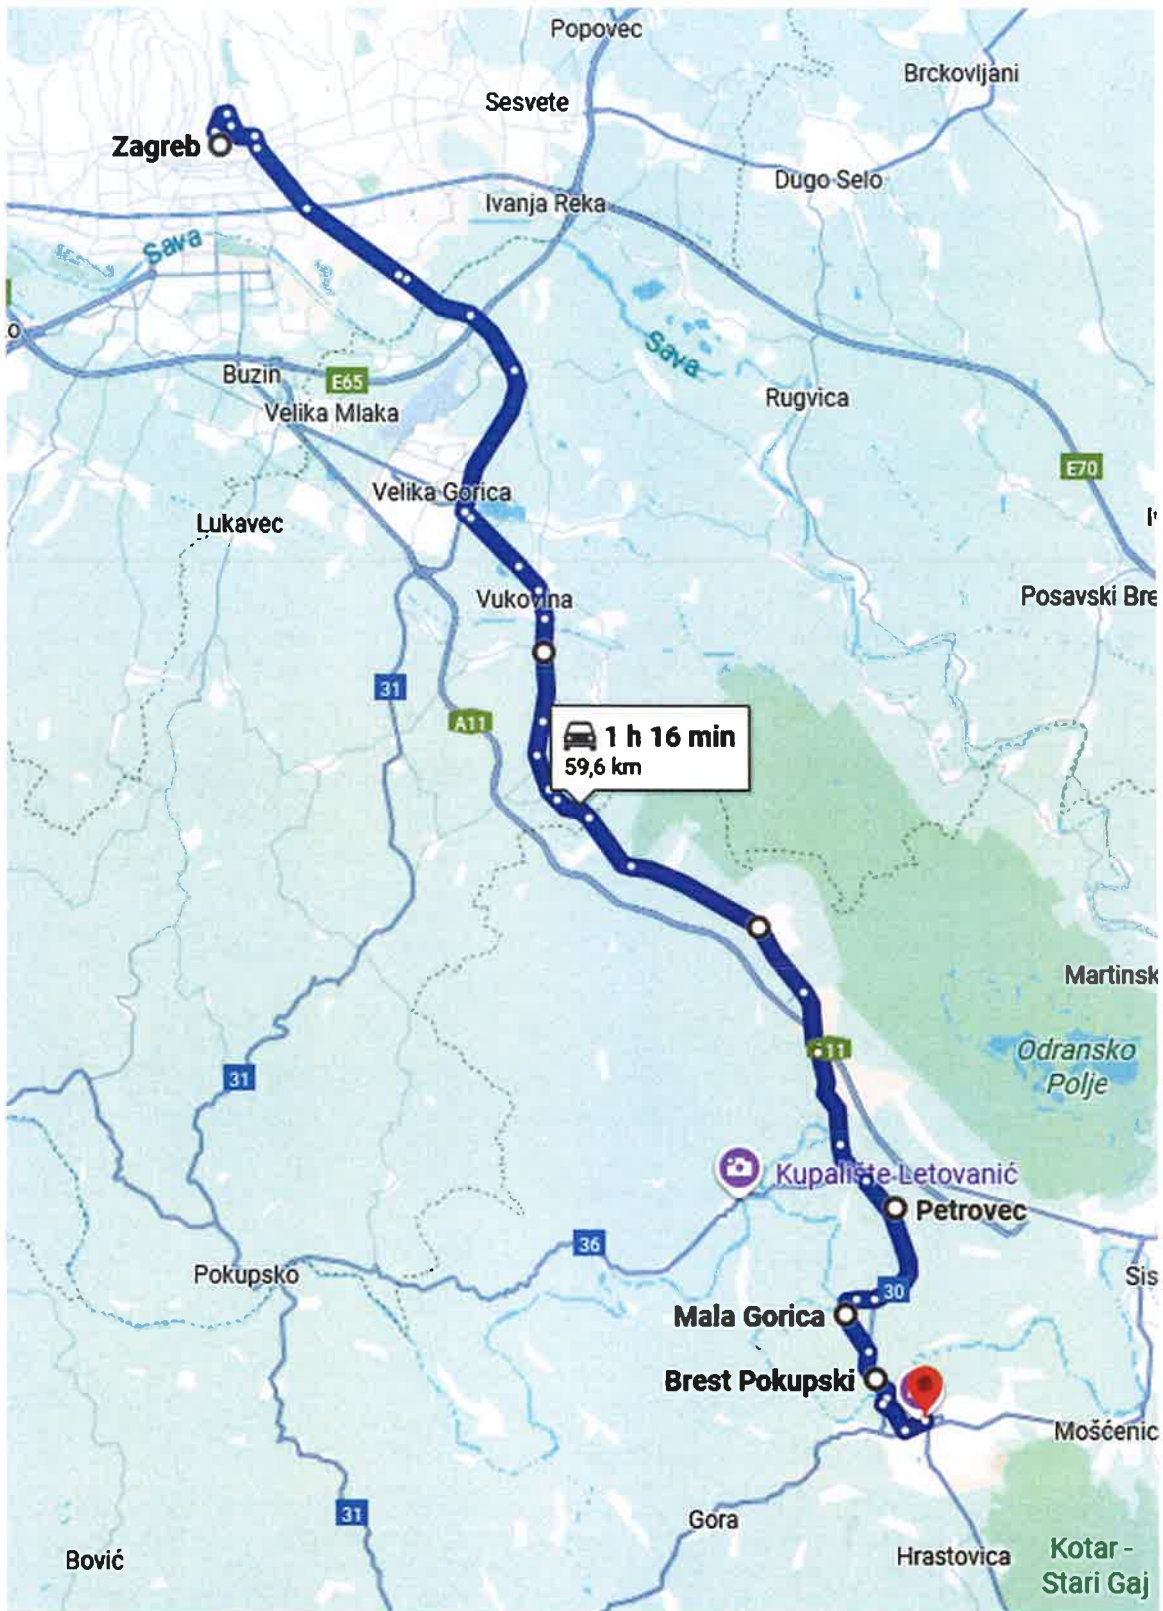 Popovec
Brckovljani
Sesvete
Zagreb
Dugo Selo
Ivanja Reka
Sava
Sava
Buzin
E65
Rugvica
Velika Mlaka
E70
Velika Gorica
Lukavec
Posavski Bre
Vukovina
31
A11
1 h 16 min
59,6 km
Martinsk
Odransko
Polje
31
Kupalište Letovanić
Petrovec
36
Pokupsko
Sis
30
Mala Gorica
Brest Pokupski
Mošćenic
31
Gora
Bović
Hrastovica
Kotar -
Stari Gaj